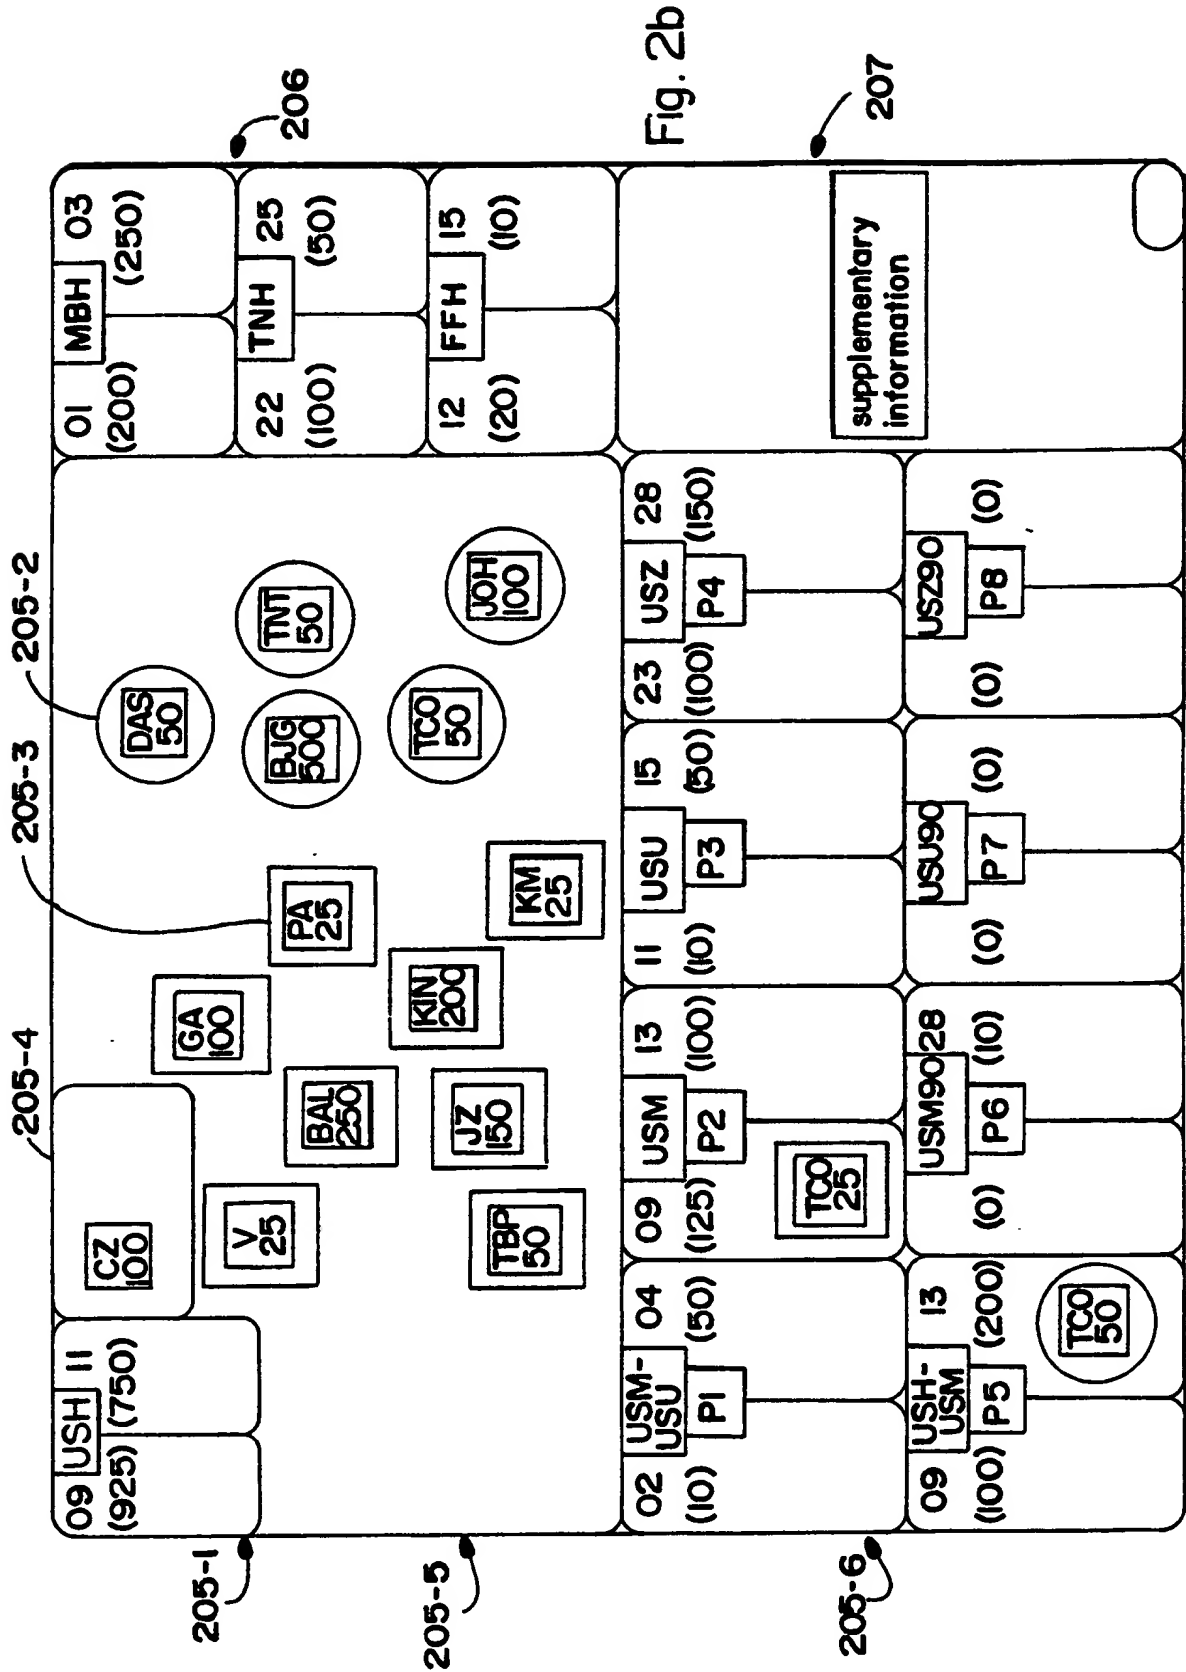 205-4
205-3
205-2
09 USH 11
(925) (750)
CZ
100
V
25
GA
100
PA
25
BAL
250
KIN
200
JZ
150
TBP
50
KM
25
DAS
50
TNT
50
BJG
500
TCO
50
JOH
100
01 MBH 03
(200) (250)
22 TNH 25
(100) (50)
12 FFH 15
(20) (10)
206
205-1
205-5
Fig. 2b
02 USM-
USU 04
(10) P1 (50)
09 USM 13
(125) P2 (100)
TCO
25
11 USU 15
(10) P3 (50)
23 USZ 28
(100) P4 (150)
205-6
09 USH-
USM 13
(100) P5 (200)
TCO
50
USM90 28
(0) P6 (10)
USU90
(0) P7 (0)
USZ90
(0) P8 (0)
supplementary
information
207